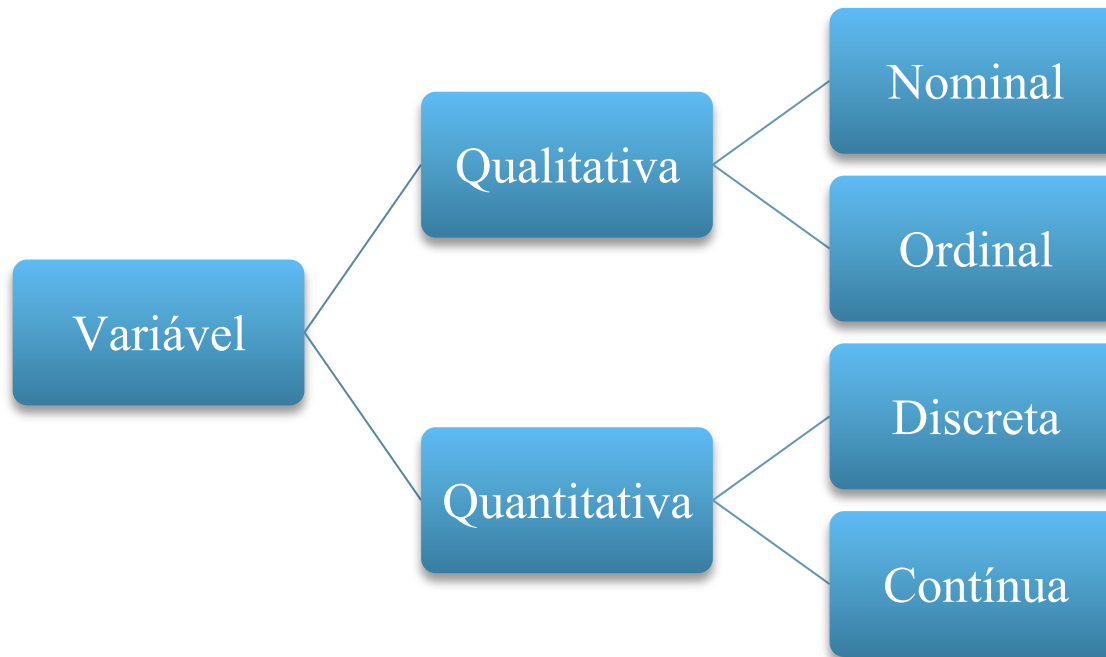 Variável
Qualitativa
Nominal
Ordinal
Quantitativa
Discreta
Contínua